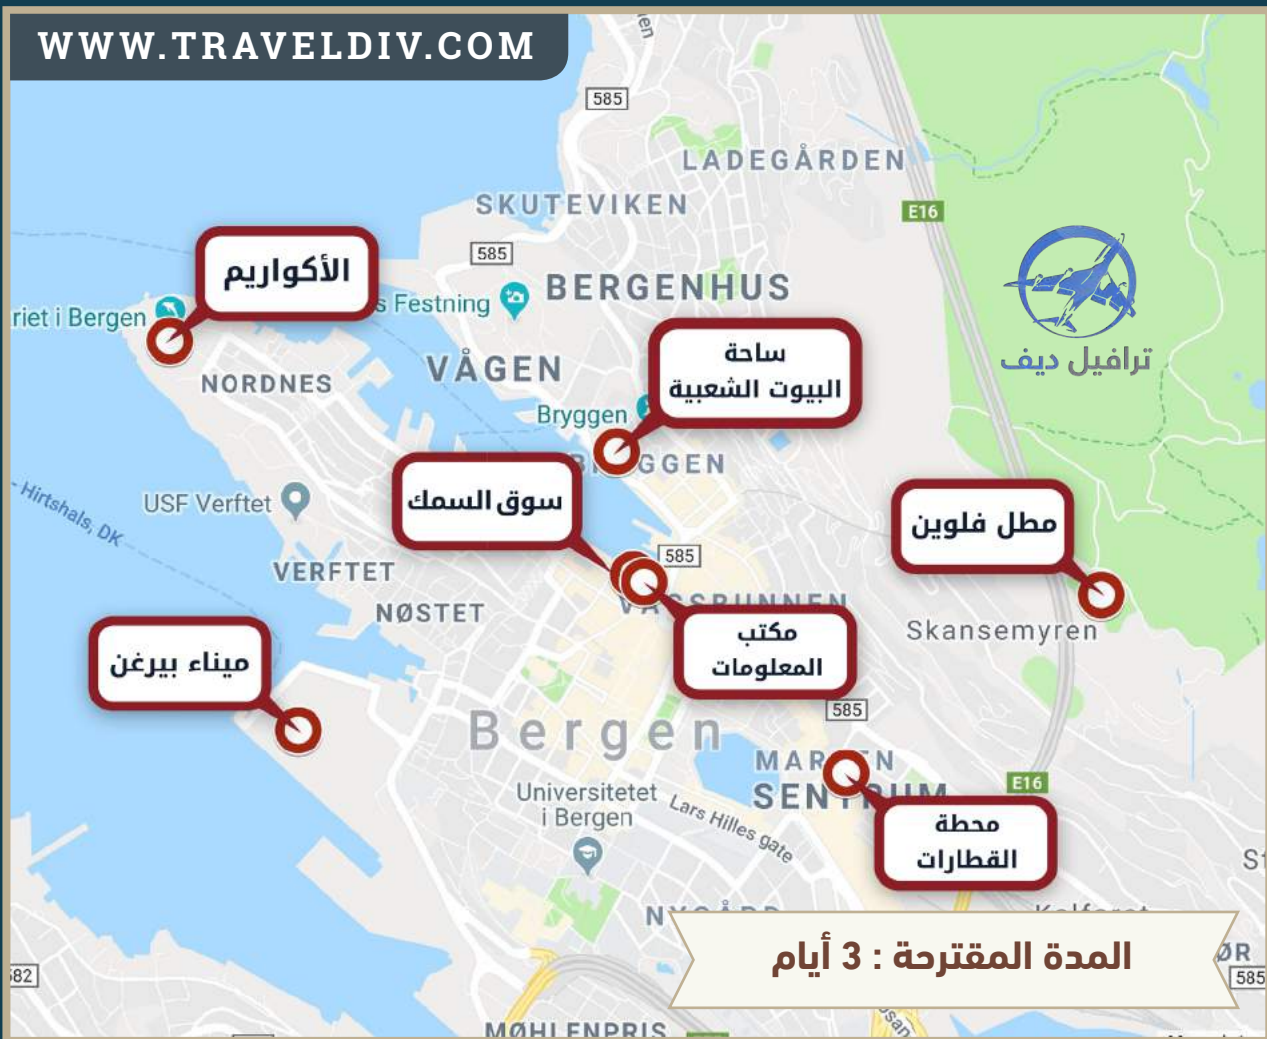 WWW.TRAVELDIV.COM
585
LADEGÅRDEN
SKUTEVIKEN
E16
585
الأكواريم
BERGENHUS
s Festning
riet i Bergen
ترافيل ديف
ساحة
البيوت الشعبية
VÅGEN
NORDNES
Bryggen
GGEN
سوق السمك
مطل فلوين
USF Verftet
Hirtshals, DK
585
VERFTET
NØSTET
Skansemyren
مكتب
المعلومات
ميناء بيرغن
585
Bergen
E16
Universitetet
i Bergen
Lars Hilles gate
محطة
القطارات
المدة المقترحة : 3 أيام
ØR
585
582
MØHLENPRIS